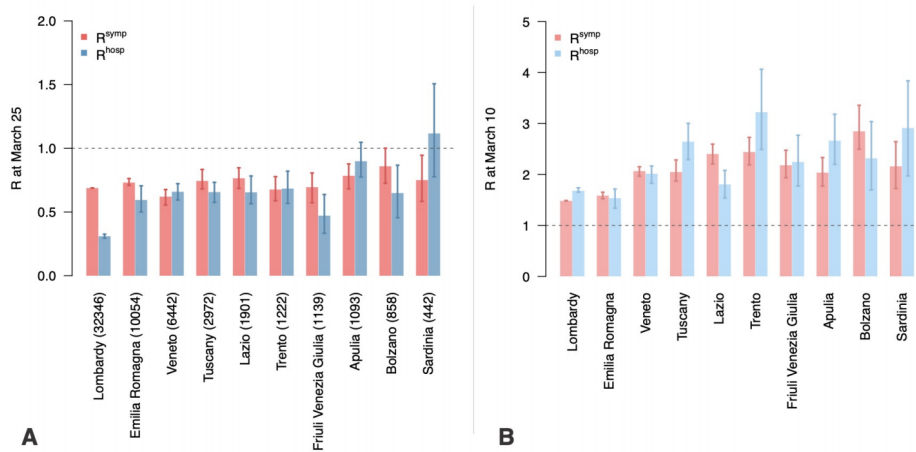 2.0
1.5
1.0
0.5
0.0
R at March 25
R^symp
R^hosp
Lombardy (32346)
Emilia Romagna (10054)
Veneto (6442)
Tuscany (2972)
Lazio (1901)
Trento (1222)
Friuli Venezia Giulia (1139)
Apulia (1093)
Bolzano (858)
Sardinia (442)
A
5
4
3
2
1
0
R at March 10
R^symp
R^hosp
Lombardy
Emilia Romagna
Veneto
Tuscany
Lazio
Trento
Friuli Venezia Giulia
Apulia
Bolzano
Sardinia
B